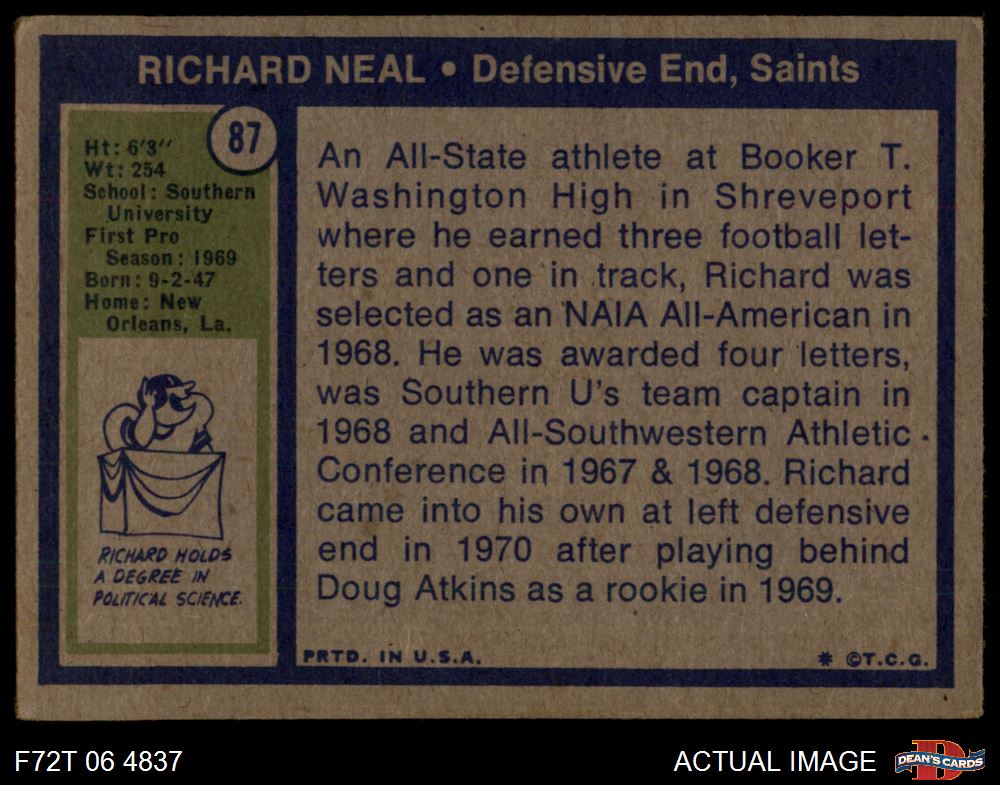 RICHARD NEAL • Defensive End, Saints
87
Ht: 6'3''
Wt: 254
School: Southern
University
First Pro
Season: 1969
Born: 9-2-47
Home: New
Orleans, La.
RICHARD HOLDS
A DEGREE IN
POLITICAL SCIENCE.
An All-State athlete at Booker T.
Washington High in Shreveport
where he earned three football let-
ters and one in track, Richard was
selected as an NAIA All-American in
1968. He was awarded four letters,
was Southern U's team captain in
1968 and All-Southwestern Athletic
Conference in 1967 & 1968. Richard
came into his own at left defensive
end in 1970 after playing behind
Doug Atkins as a rookie in 1969.
PRTD. IN U.S.A.
* ©T.C.G.
F72T 06 4837
ACTUAL IMAGE
D
DEAN'S CARDS